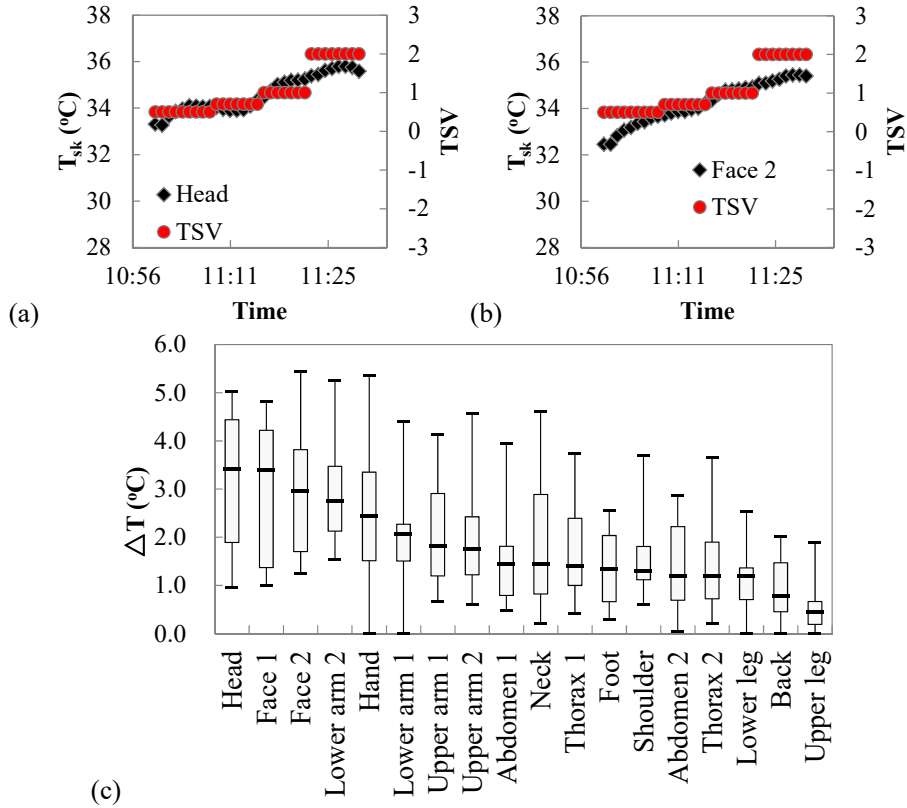 38
36
34
32
30
28
Tsk (ºC)
3
2
1
0
-1
-2
-3
TSV
Head
TSV
10:56 11:11 11:25
Time
(a)
38
36
34
32
30
28
Tsk (ºC)
3
2
1
0
-1
-2
-3
TSV
Face 2
TSV
10:56 11:11 11:25
Time
(b)
6.0
5.0
4.0
3.0
2.0
1.0
0.0
△T (ºC)
Head
Face 1
Face 2
Lower arm 2
Hand
Lower arm 1
Upper arm 1
Upper arm 2
Abdomen 1
Neck
Thorax 1
Foot
Shoulder
Abdomen 2
Thorax 2
Lower leg
Back
Upper leg
(c)